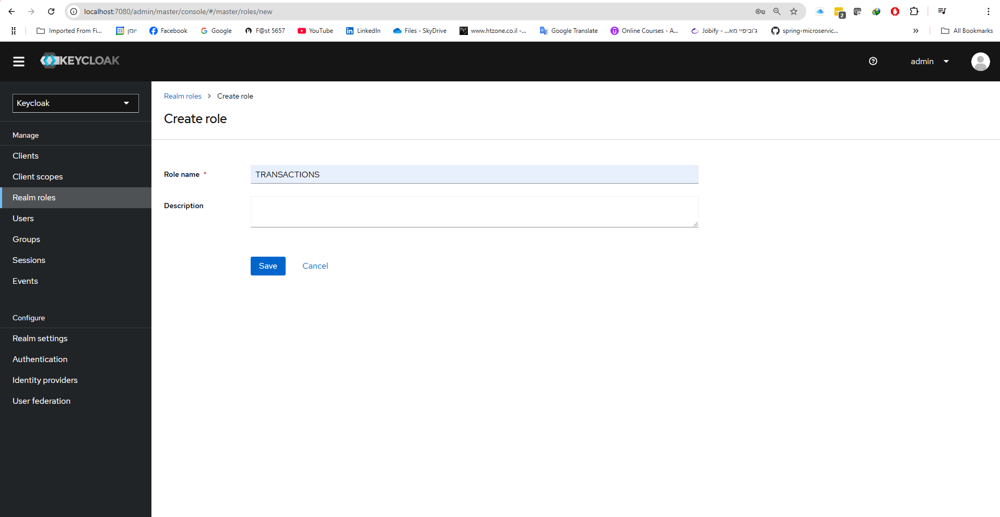 localhost:7080/admin/master/console/#/master/roles/new
2
Imported From Fi...
23 יומן
Facebook
Google
F@st 5657
YouTube
LinkedIn
Files - SkyDrive
www.htzone.co.il -...
Google Translate
Online Courses - A...
Jobify - ...ג'וביפיי מא
spring-microservic...
All Bookmarks
KEYCLOAK
admin
Keycloak
Manage
Clients
Client scopes
Realm roles
Users
Groups
Sessions
Events
Configure
Realm settings
Authentication
Identity providers
User federation
Realm roles > Create role
Create role
Role name *
TRANSACTIONS
Description
Save
Cancel